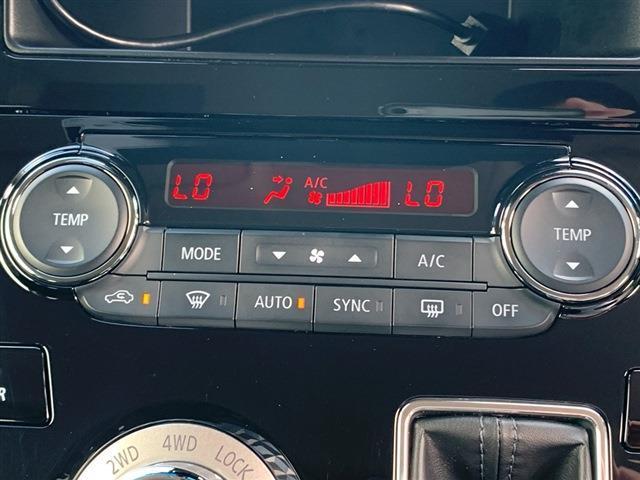 LO A/C LO
TEMP
MODE
A/C
TEMP
AUTO
SYNC
OFF
R
2WD 4WD LOCK